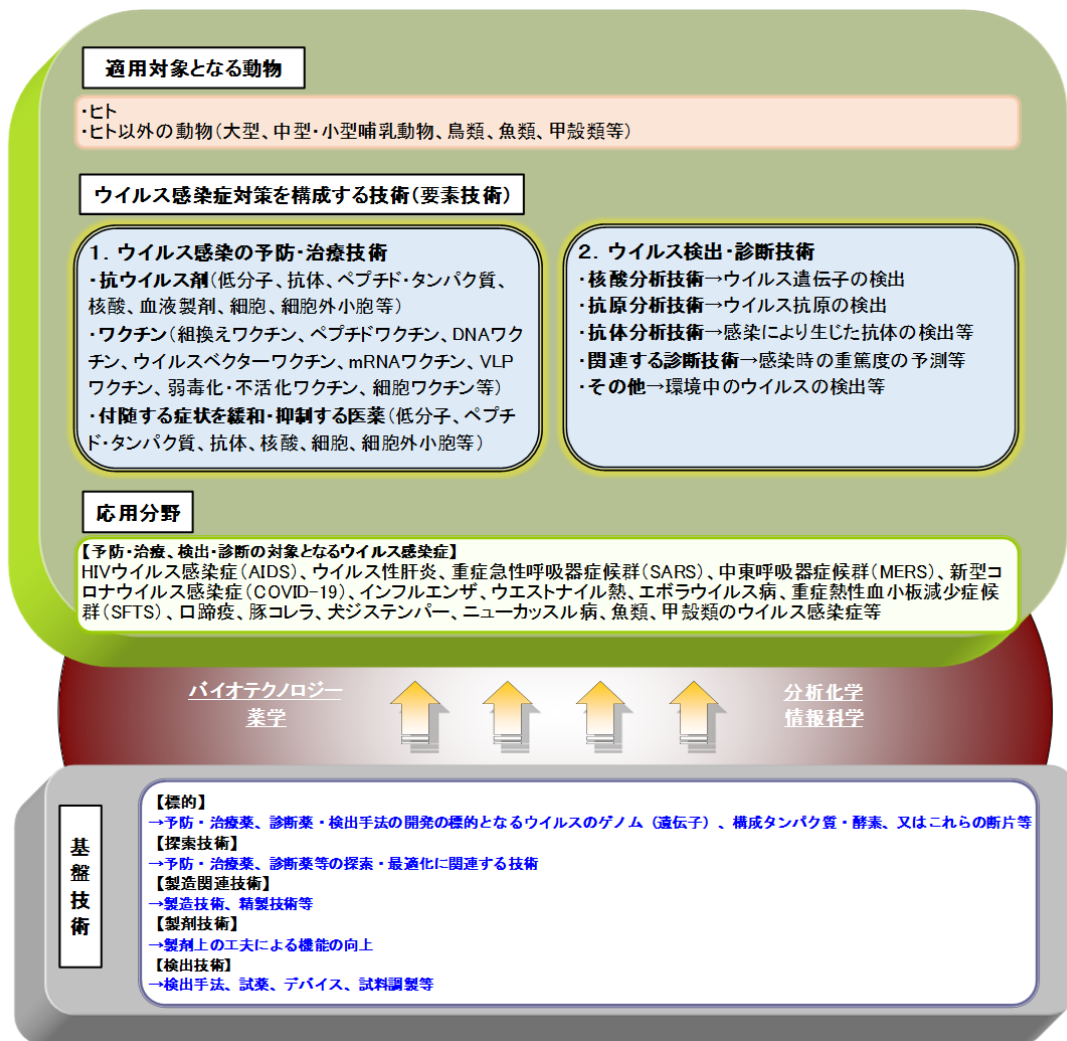 適用対象となる動物
・ヒト
・ヒト以外の動物(大型、中型・小型哺乳動物、鳥類、魚類、甲殻類等)
ウイルス感染症対策を構成する技術(要素技術)
1. ウイルス感染の予防・治療技術
・抗ウイルス剤(低分子、抗体、ペプチド・タンパク質、
核酸、血液製剤、細胞、細胞外小胞等)
・ワクチン(組換えワクチン、ペプチドワクチン、DNAワク
チン、ウイルスベクターワクチン、mRNAワクチン、VLP
ワクチン、弱毒化・不活化ワクチン、細胞ワクチン等)
・付随する症状を緩和・抑制する医薬(低分子、ペプチ
ド・タンパク質、抗体、核酸、細胞、細胞外小胞等)
2. ウイルス検出・診断技術
・核酸分析技術→ウイルス遺伝子の検出
・抗原分析技術→ウイルス抗原の検出
・抗体分析技術→感染により生じた抗体の検出等
・関連する診断技術→感染時の重篤度の予測等
・その他→環境中のウイルスの検出等
応用分野
【予防・治療、検出・診断の対象となるウイルス感染症】
HIVウイルス感染症(AIDS)、ウイルス性肝炎、重症急性呼吸器症候群(SARS)、中東呼吸器症候群(MERS)、新型コ
ロナウイルス感染症(COVID-19)、インフルエンザ、ウエストナイル熱、エボラウイルス病、重症熱性血小板減少症候
群(SFTS)、口蹄疫、豚コレラ、犬ジステンパー、ニューカッスル病、魚類、甲殻類のウイルス感染症等
バイオテクノロジー
薬学
分析化学
情報科学
基盤技術
【標的】
→予防・治療薬、診断薬・検出手法の開発の標的となるウイルスのゲノム(遺伝子)、構成タンパク質・酵素、又はこれらの断片等
【探索技術】
→予防・治療薬、診断薬等の探索・最適化に関連する技術
【製造関連技術】
→製造技術、精製技術等
【製剤技術】
→製剤上の工夫による機能の向上
【検出技術】
→検出手法、試薬、デバイス、試料調製等